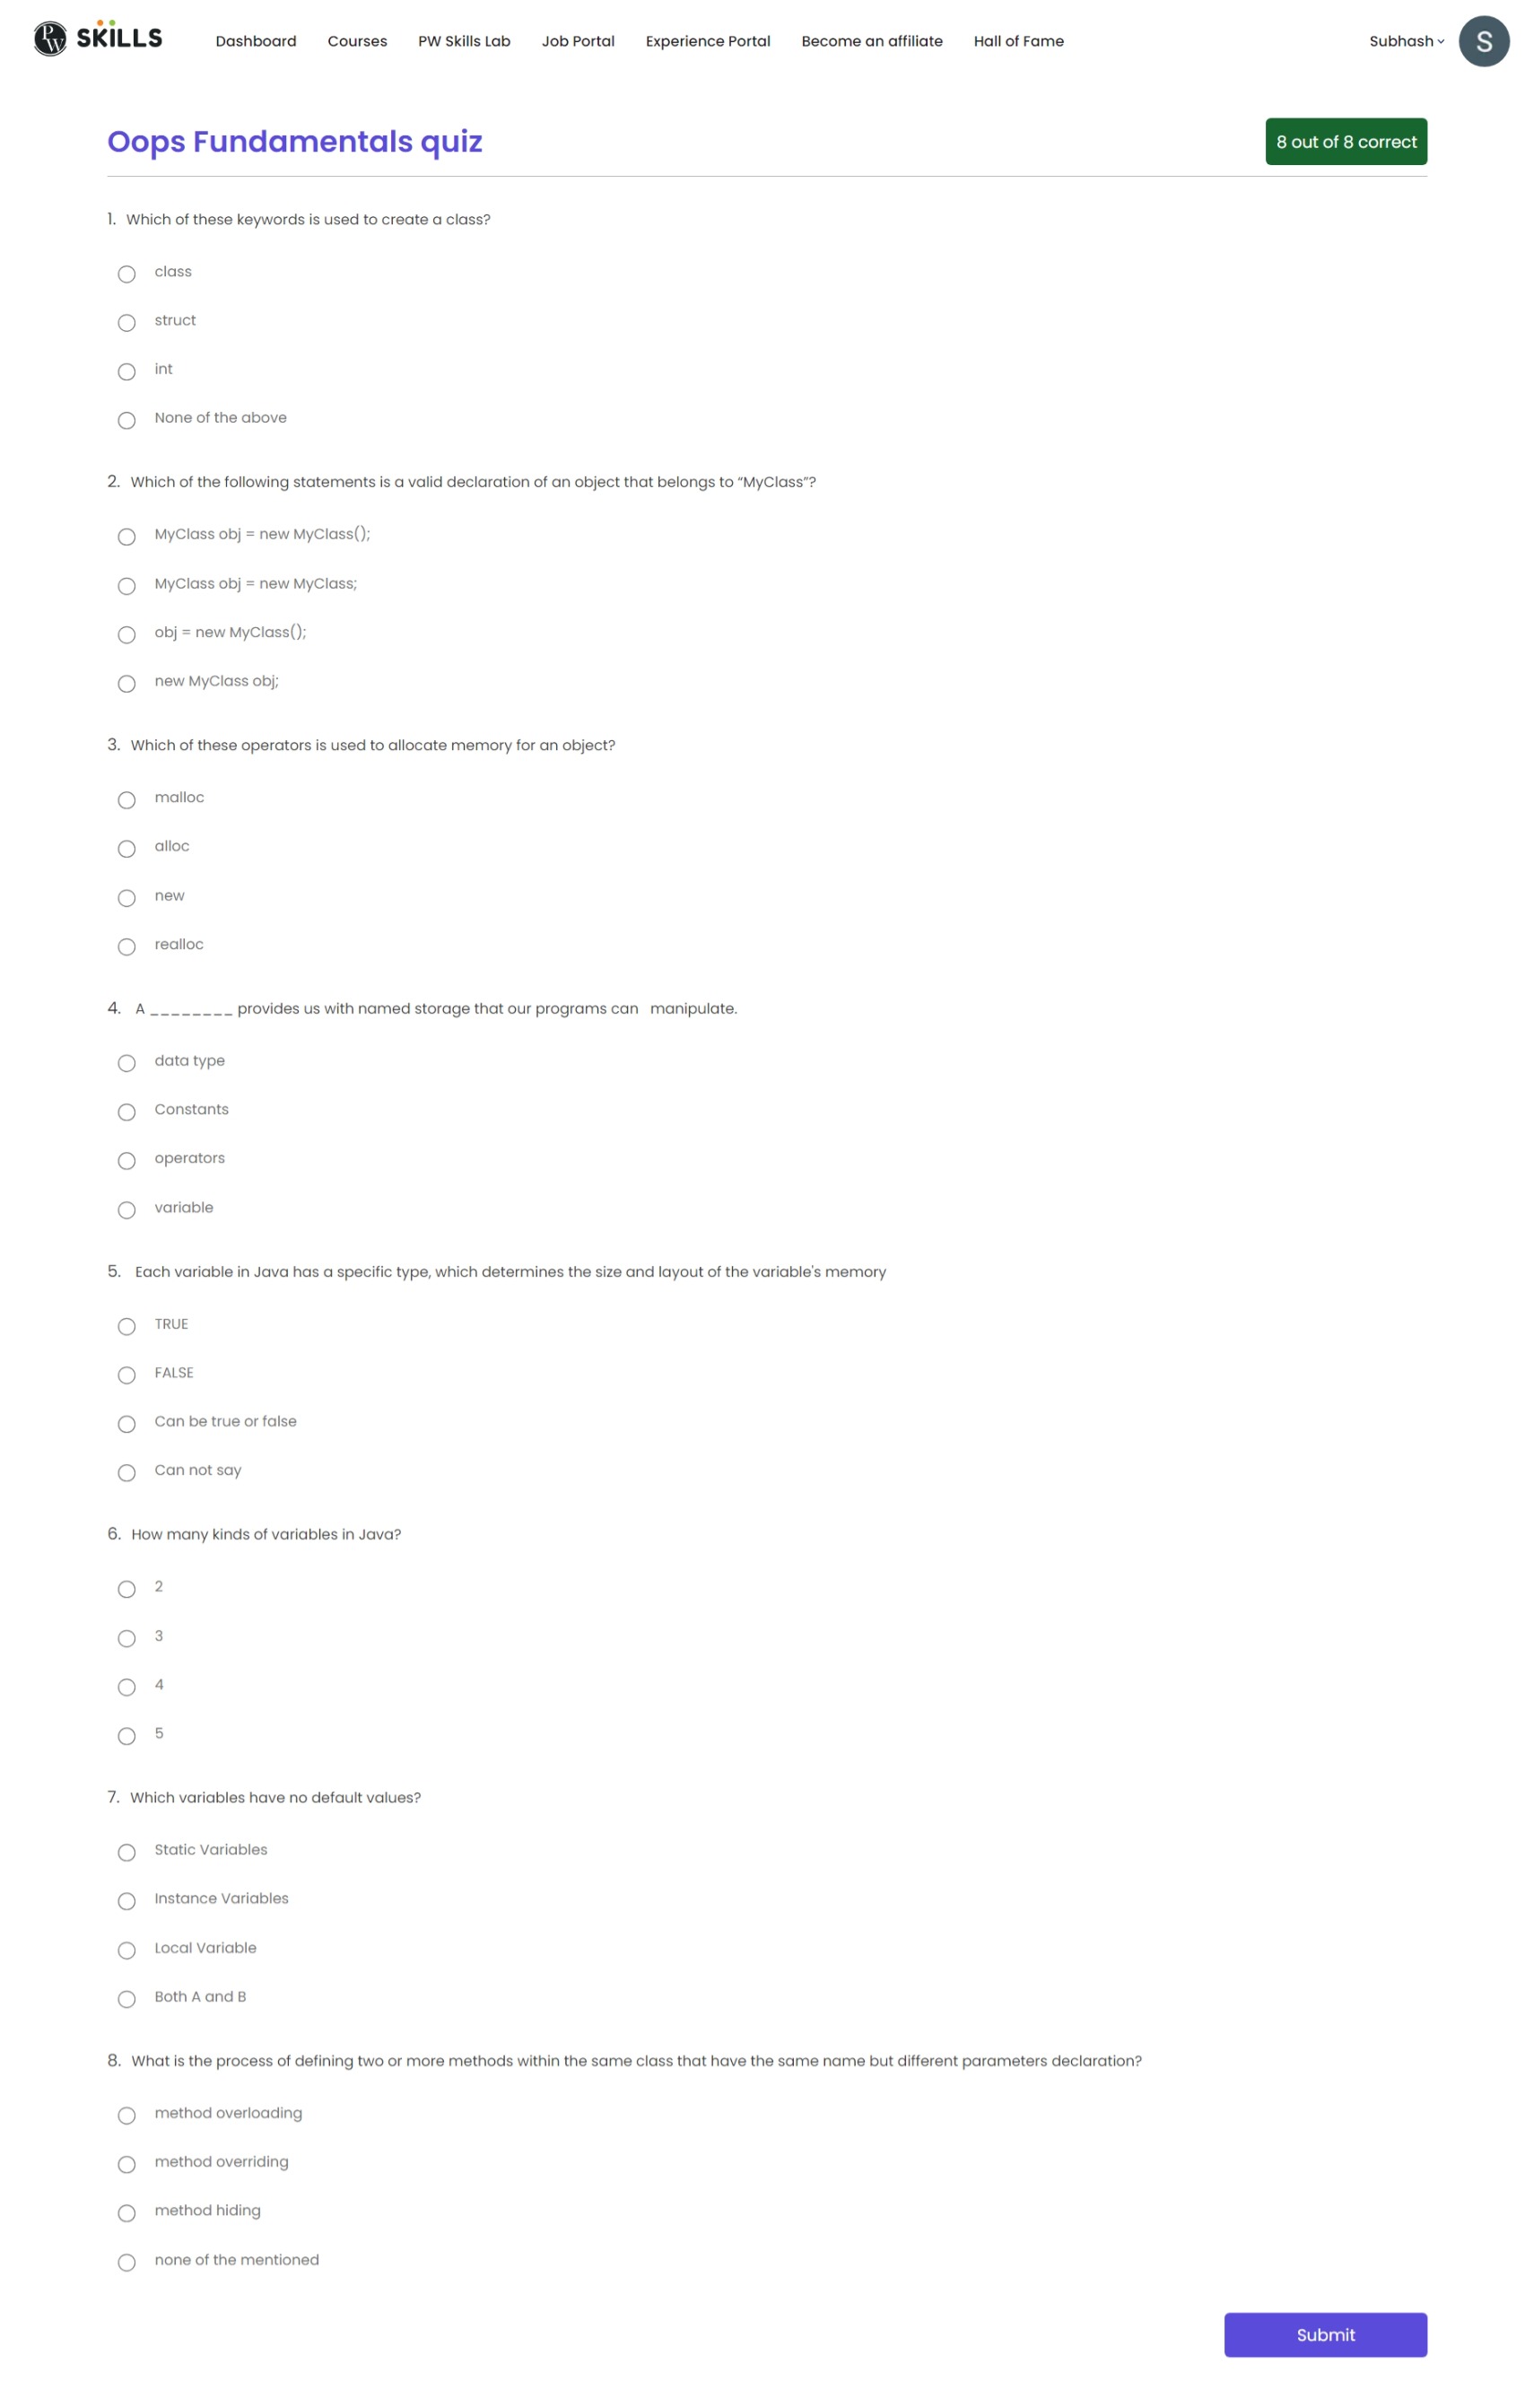 PW SKILLS Dashboard Courses PW Skills Lab Job Portal Experience Portal Become an affiliate Hall of Fame Subhash S
Oops Fundamentals quiz 8 out of 8 correct
1. Which of these keywords is used to create a class?
class
struct
int
None of the above
2. Which of the following statements is a valid declaration of an object that belongs to “MyClass”?
MyClass obj = new MyClass();
MyClass obj = new MyClass;
obj = new MyClass();
new MyClass obj;
3. Which of these operators is used to allocate memory for an object?
malloc
alloc
new
realloc
4. A ________ provides us with named storage that our programs can manipulate.
data type
Constants
operators
variable
5. Each variable in Java has a specific type, which determines the size and layout of the variable's memory
TRUE
FALSE
Can be true or false
Can not say
6. How many kinds of variables in Java?
2
3
4
5
7. Which variables have no default values?
Static Variables
Instance Variables
Local Variable
Both A and B
8. What is the process of defining two or more methods within the same class that have the same name but different parameters declaration?
method overloading
method overriding
method hiding
none of the mentioned
Submit